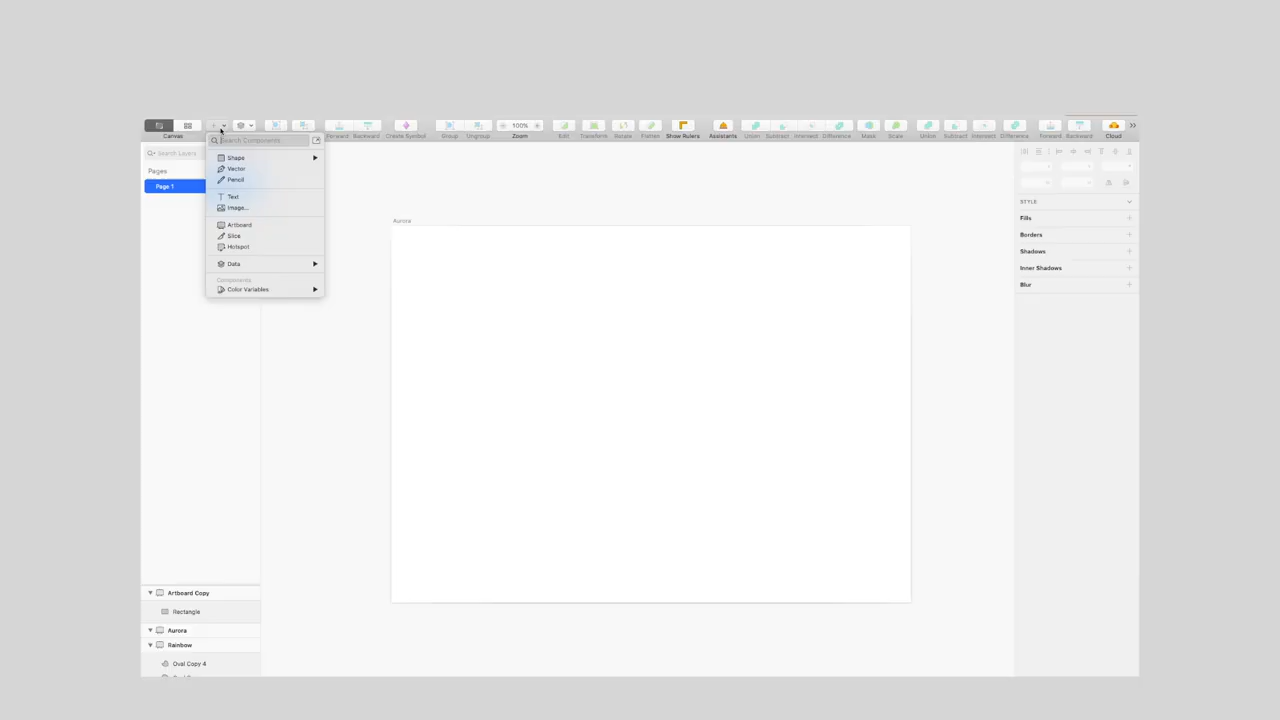 Canvas
Forward
Backward
Create Symbol
Group
Ungroup
100%
Zoom
Edit
Transform
Rotate
Flatten
Show Rulers
Assistants
Union
Subtract
Intersect
Difference
Mask
Scale
Union
Subtract
Intersect
Difference
Forward
Backward
Cloud
Search Layers
Pages
Page 1
Search Components
Shape
Vector
Pencil
Text
Image...
Artboard
Slice
Hotspot
Data
Components
Color Variables
Aurora
STYLE
Fills
Borders
Shadows
Inner Shadows
Blur
Artboard Copy
Rectangle
Aurora
Rainbow
Oval Copy 4